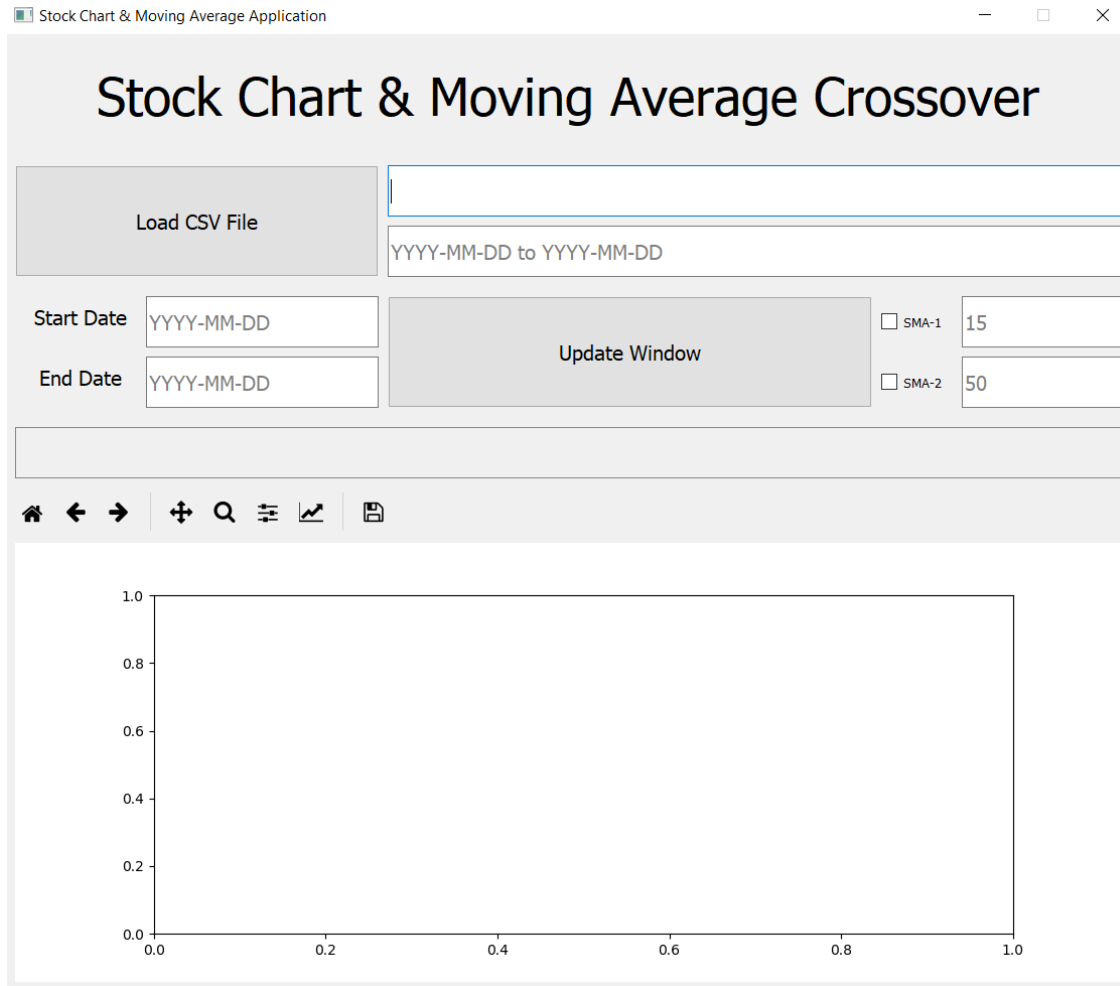 Stock Chart & Moving Average Application
Stock Chart & Moving Average Crossover
Load CSV File
YYYY-MM-DD to YYYY-MM-DD
Start Date YYYY-MM-DD
Update Window
SMA-1 15
End Date YYYY-MM-DD
SMA-2 50
1.0
0.8
0.6
0.4
0.2
0.0
0.0 0.2 0.4 0.6 0.8 1.0